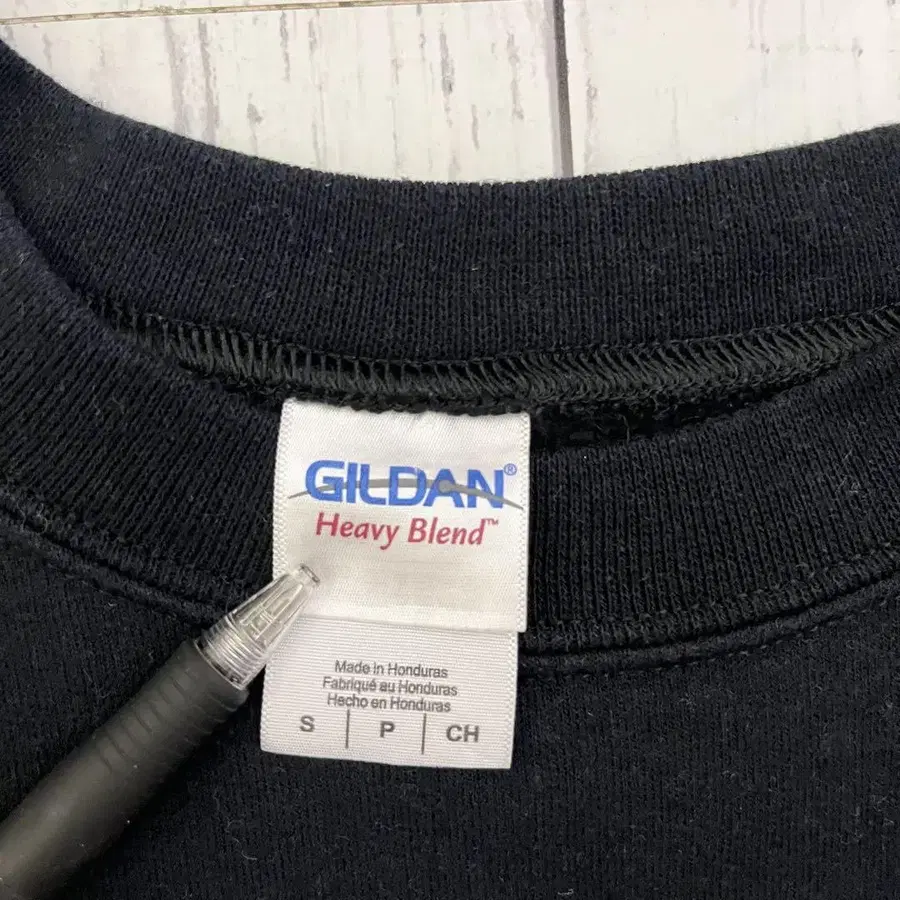 GILDAN®
Heavy Blend™
Made in Honduras
Fabriqué au Honduras
Hecho en Honduras
S | P | CH